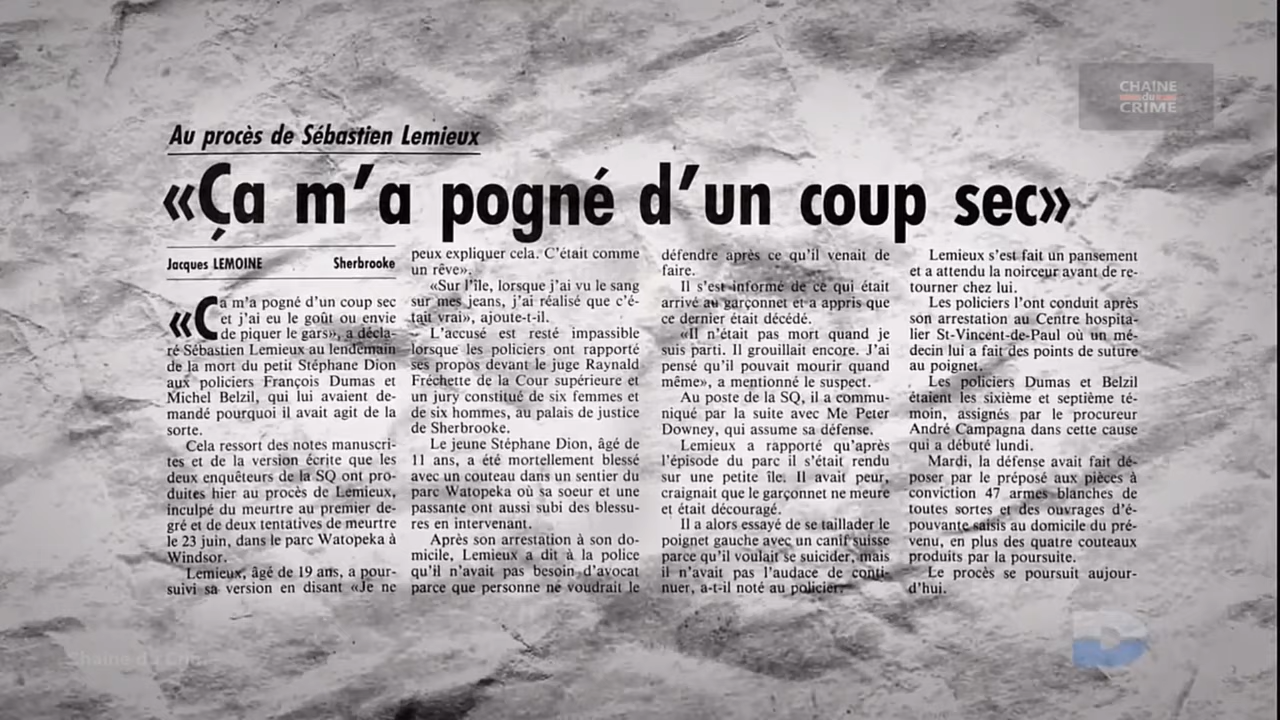 CHAINE
du
CRIME
Au procès de Sébastien Lemieux
«Ça m'a pogné d'un coup sec»
Jacques LEMOINE Sherbrooke
«Ça m'a pogné d'un coup sec
et j'ai eu le goût ou envie
de piquer le gars», a décla-
ré Sébastien Lemieux au lendemain
de la mort du petit Stéphane Dion
aux policiers François Dumas et
Michel Belzil, qui lui avaient de-
mandé pourquoi il avait agit de la
sorte.
Cela ressort des notes manuscri-
tes et de la version écrite que les
deux enquêteurs de la SQ ont pro-
duites hier au procès de Lemieux,
inculpé du meurtre au premier de-
gré et de deux tentatives de meurtre
le 23 juin, dans le parc Watopeka à
Windsor.
Lemieux, âgé de 19 ans, a pour-
suivi sa version en disant «Je ne
peux expliquer cela. C'était comme
un rêve».
«Sur l'île, lorsque j'ai vu le sang
sur mes jeans, j'ai réalisé que c'é-
tait vrai», ajoute-t-il.
L'accusé est resté impassible
lorsque les policiers ont rapporté
ses propos devant le juge Raynald
Fréchette de la Cour supérieure et
un jury constitué de six femmes et
de six hommes, au palais de justice
de Sherbrooke.
Le jeune Stéphane Dion, âgé de
11 ans, a été mortellement blessé
avec un couteau dans un sentier du
parc Watopeka où sa soeur et une
passante ont aussi subi des blessu-
res en intervenant.
Après son arrestation à son do-
micile, Lemieux a dit à la police
qu'il n'avait pas besoin d'avocat
parce que personne ne voudrait le
défendre après ce qu'il venait de
faire.
Il s'est informé de ce qui était
arrivé au garçonnet et a appris que
ce dernier était décédé.
«Il n'était pas mort quand je
suis parti. Il grouillait encore. J'ai
pensé qu'il pouvait mourir quand
même», a mentionné le suspect.
Au poste de la SQ, il a commu-
niqué par la suite avec Me Peter
Downey, qui assume sa défense.
Lemieux a rapporté qu'après
l'épisode du parc il s'était rendu
sur une petite île. Il avait peur,
craignait que le garçonnet ne meure
et était découragé.
Il a alors essayé de se taillader le
poignet gauche avec un canif suisse
parce qu'il voulait se suicider, mais
il n'avait pas l'audace de conti-
nuer, a-t-il noté au policier.
Lemieux s'est fait un pansement
et a attendu la noirceur avant de re-
tourner chez lui.
Les policiers l'ont conduit après
son arrestation au Centre hospita-
lier St-Vincent-de-Paul où un mé-
decin lui a fait des points de suture
au poignet.
Les policiers Dumas et Belzil
étaient les sixième et septième té-
moin, assignés par le procureur
André Campagna dans cette cause
qui a débuté lundi.
Mardi, la défense avait fait dé-
poser par le préposé aux pièces à
conviction 47 armes blanches de
toutes sortes et des ouvrages d'é-
pouvante saisis au domicile du pré-
venu, en plus des quatre couteaux
produits par la poursuite.
Le procès se poursuit aujour-
d'hui.
Chaine du Crim